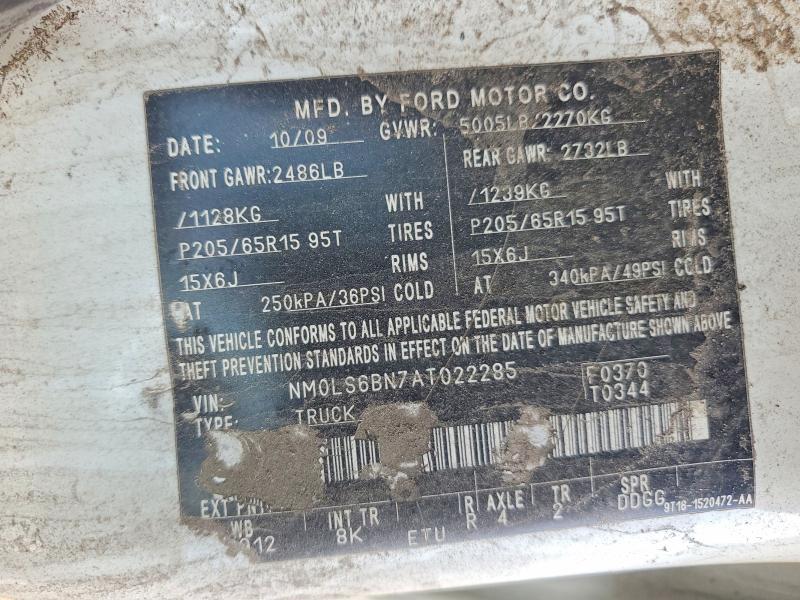 MFD. BY FORD MOTOR CO.
DATE: 10/09 GVWR: 5005LB/2270KG
FRONT GAWR:2486LB REAR GAWR: 2732LB
/1128KG WITH /1239KG WITH
P205/65R15 95T TIRES P205/65R15 95T TIRES
15X6J RIMS 15X6J RIMS
AT 250kPA/36PSI COLD AT 340kPA/49PSI COLD
THIS VEHICLE CONFORMS TO ALL APPLICABLE FEDERAL MOTOR VEHICLE SAFETY AND
THEFT PREVENTION STANDARDS IN EFFECT ON THE DATE OF MANUFACTURE SHOWN ABOVE
VIN: NM0LS6BN7AT022285 F0370
TYPE: TRUCK T0344
EXT
WB INT TR R AXLE TR SPR
8K ETU R 4 2 DDGG 9T16-1520472-AA